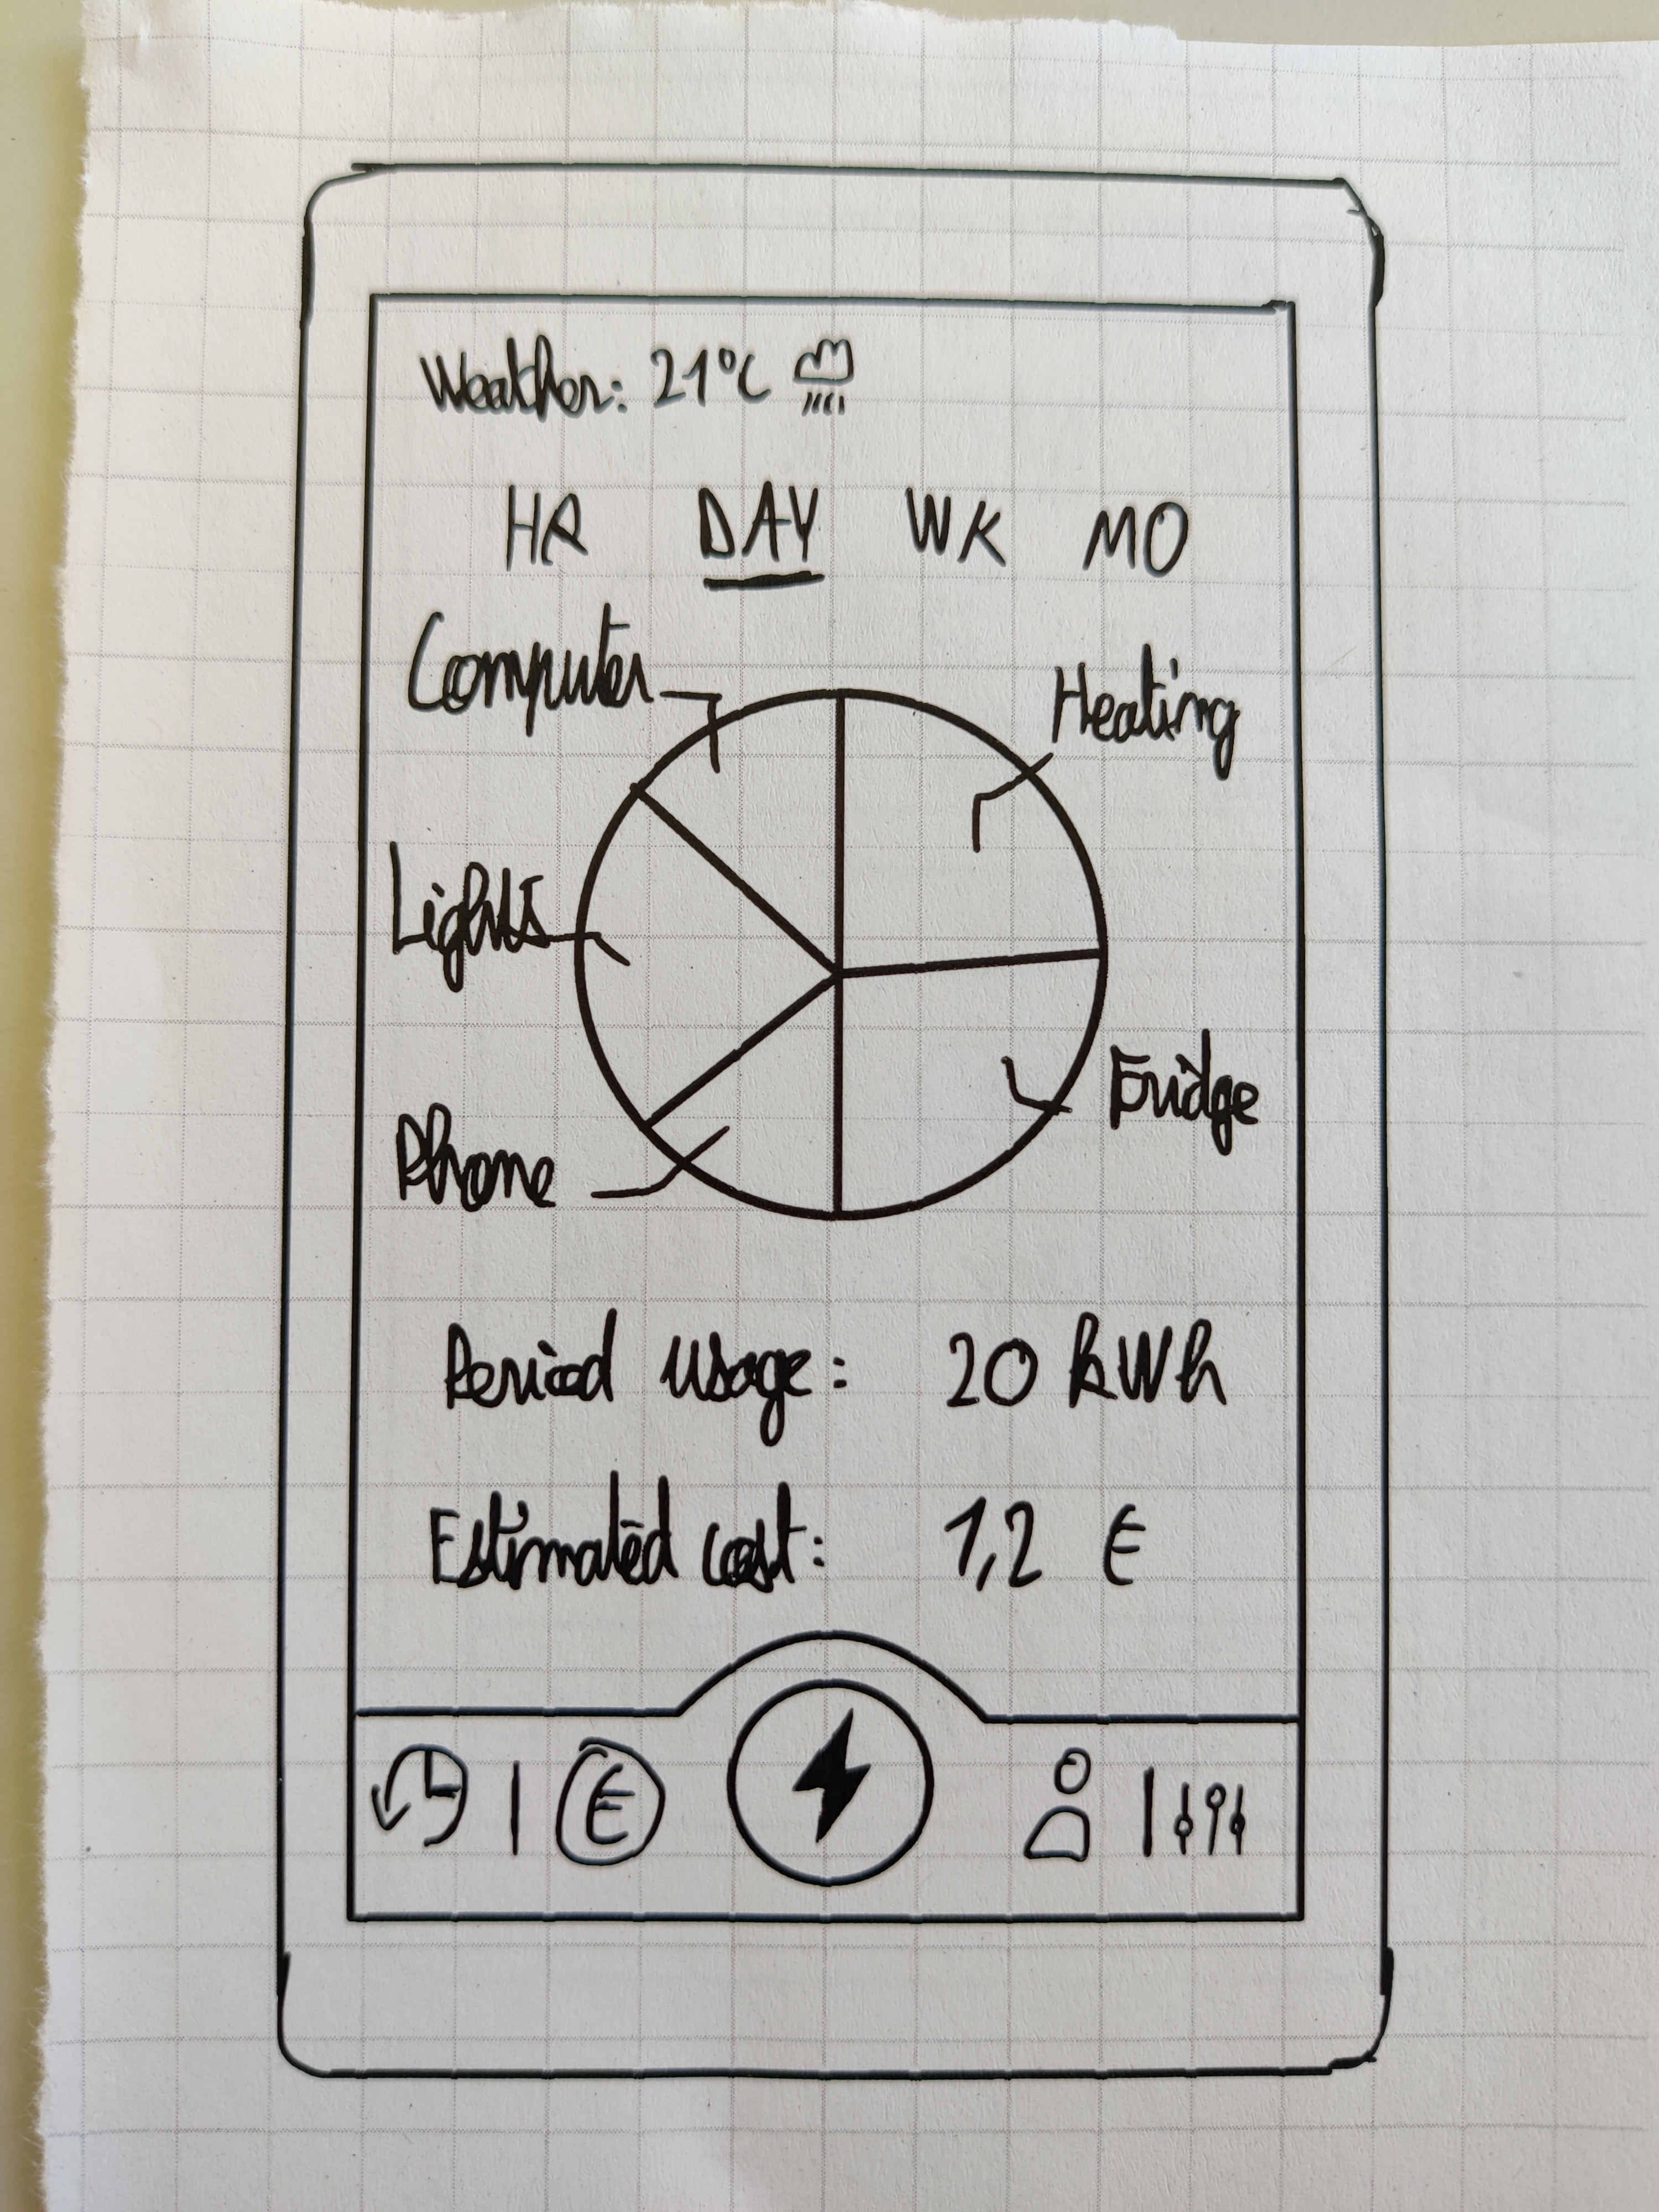 Weather: 21°C
HR DAY WK MO
Computer
Heating
Lights
Fridge
Phone
Period usage: 20 kWh
Estimated cost: 1,2 €
€